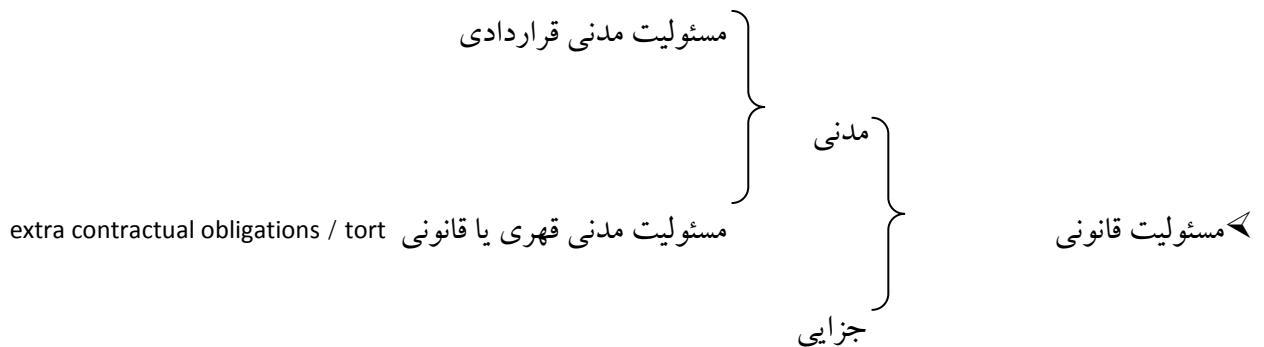 مسئولیت مدنی قراردادی
مدنی
➢مسئولیت قانونی
مسئولیت مدنی قهری یا قانونی extra contractual obligations / tort
جزایی